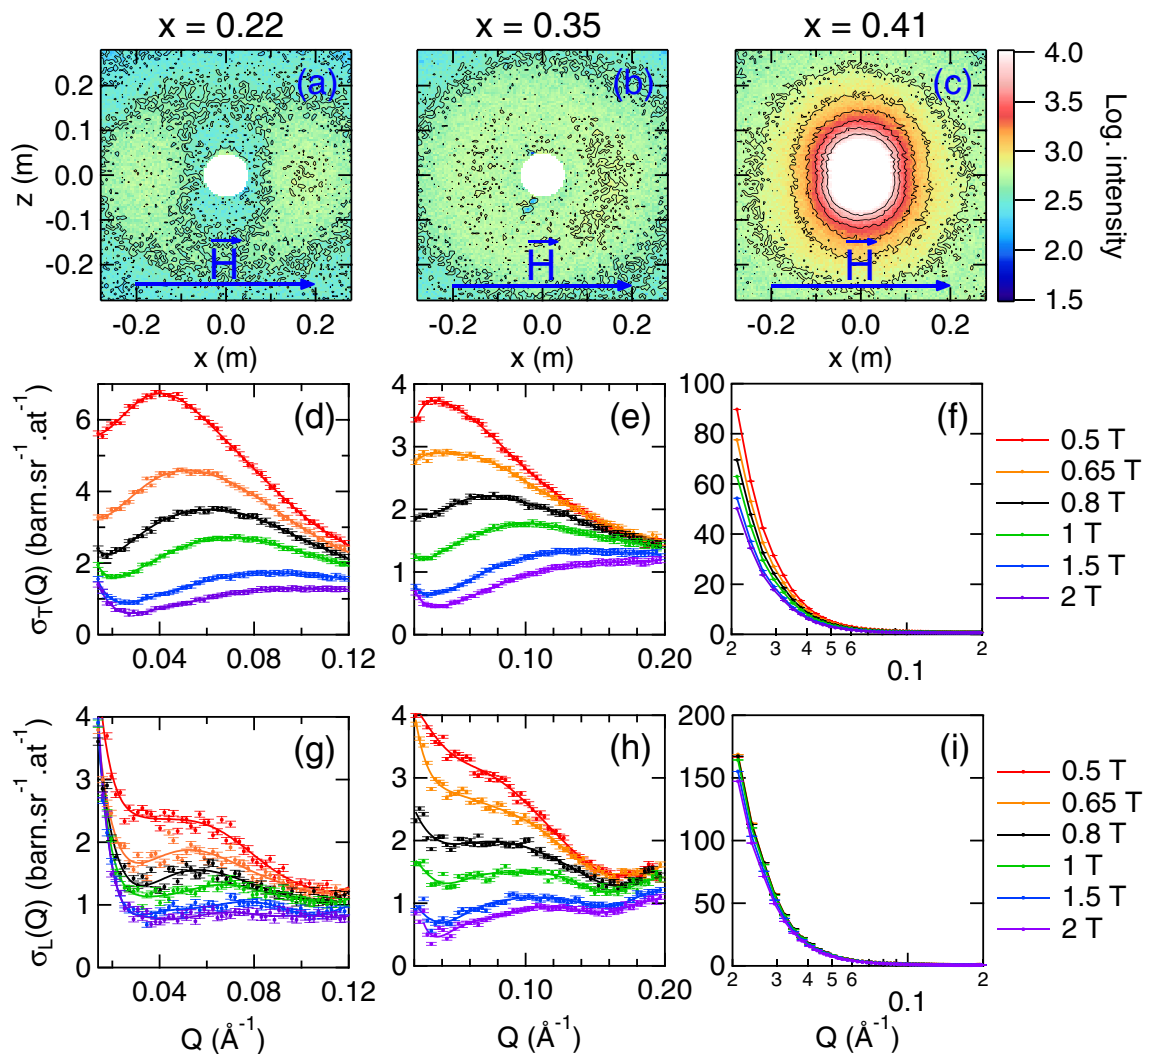 x = 0.22 x = 0.35 x = 0.41
(a) (b) (c)
z (m)
0.2
0.1
0.0
-0.1
-0.2
H H H
-0.2 0.0 0.2 -0.2 0.0 0.2 -0.2 0.0 0.2
x (m) x (m) x (m)
4.0
3.5
3.0
2.5
2.0
1.5
Log. intensity
σT(Q) (barn.sr-1.at-1)
(d) (e) (f)
6
4
2
0
0.04 0.08 0.12
4
3
2
1
0
0.10 0.20
100
80
60
40
20
0
2 3 4 5 6 2
0.1
0.5 T
0.65 T
0.8 T
1 T
1.5 T
2 T
σL(Q) (barn.sr-1.at-1)
(g) (h) (i)
4
3
2
1
0
0.04 0.08 0.12
4
3
2
1
0
0.10 0.20
200
150
100
50
0
2 3 4 5 6 2
0.1
0.5 T
0.65 T
0.8 T
1 T
1.5 T
2 T
Q (Å-1) Q (Å-1) Q (Å-1)